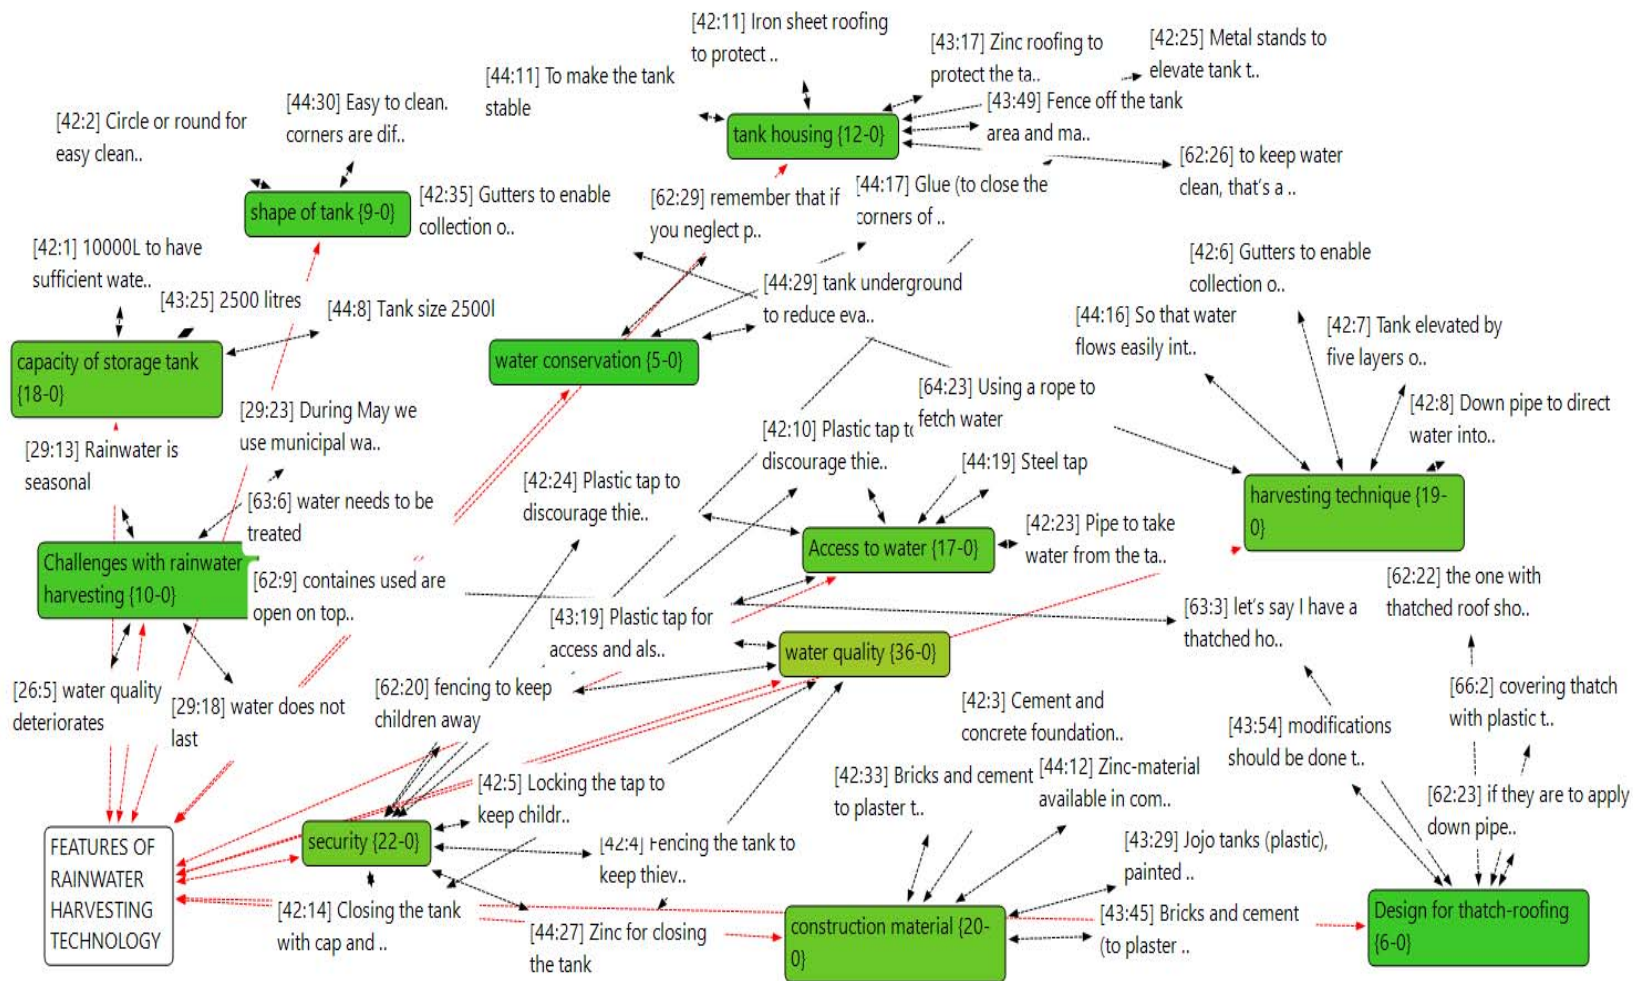 [42:11] Iron sheet roofing
to protect ..
[43:17] Zinc roofing to
protect the ta..
[42:25] Metal stands to
elevate tank t..
[44:11] To make the tank
stable
[44:30] Easy to clean.
corners are dif..
[42:2] Circle or round for
easy clean..
tank housing {12-0}
[43:49] Fence off the tank
area and ma..
[62:26] to keep water
clean, that's a ..
shape of tank {9-0}
[42:35] Gutters to enable
collection o..
[62:29] remember that if
you neglect p..
[44:17] Glue (to close the
corners of ..
[42:1] 10000L to have
sufficient wate..
[43:25] 2500 litres
[44:8] Tank size 2500l
[44:29] tank underground
to reduce eva..
[42:6] Gutters to enable
collection o..
[44:16] So that water
flows easily int..
[42:7] Tank elevated by
five layers o..
capacity of storage tank
{18-0}
water conservation {5-0}
[64:23] Using a rope to
fetch water
[42:8] Down pipe to direct
water into..
[29:23] During May we
use municipal wa..
[29:13] Rainwater is
seasonal
[42:10] Plastic tap to
discourage thie..
[44:19] Steel tap
[42:24] Plastic tap to
discourage thie..
[63:6] water needs to be
treated
harvesting technique {19-
0}
Access to water {17-0}
[42:23] Pipe to take
water from the ta..
Challenges with rainwater
harvesting {10-0}
[62:9] containes used are
open on top..
[62:22] the one with
thatched roof sho..
[63:3] let's say I have a
thatched ho..
[43:19] Plastic tap for
access and als..
water quality {36-0}
[26:5] water quality
deteriorates
[29:18] water does not
last
[62:20] fencing to keep
children away
[42:3] Cement and
concrete foundation..
[66:2] covering thatch
with plastic t..
[43:54] modifications
should be done t..
[42:5] Locking the tap to
keep childr..
[42:33] Bricks and cement
to plaster t..
[44:12] Zinc-material
available in com..
[62:23] if they are to apply
down pipe..
FEATURES OF
RAINWATER
HARVESTING
TECHNOLOGY
security {22-0}
[42:4] Fencing the tank to
keep thiev..
[43:29] Jojo tanks (plastic),
painted ..
[42:14] Closing the tank
with cap and ..
[44:27] Zinc for closing
the tank
construction material {20-
0}
[43:45] Bricks and cement
(to plaster ..
Design for thatch-roofing
{6-0}